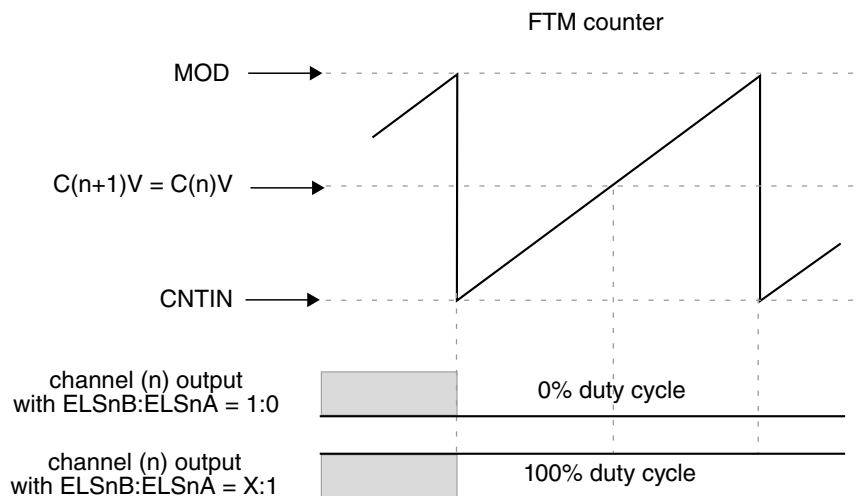 FTM counter
MOD
C(n+1)V = C(n)V
CNTIN
channel (n) output
with ELSnB:ELSnA = 1:0
0% duty cycle
channel (n) output
with ELSnB:ELSnA = X:1
100% duty cycle